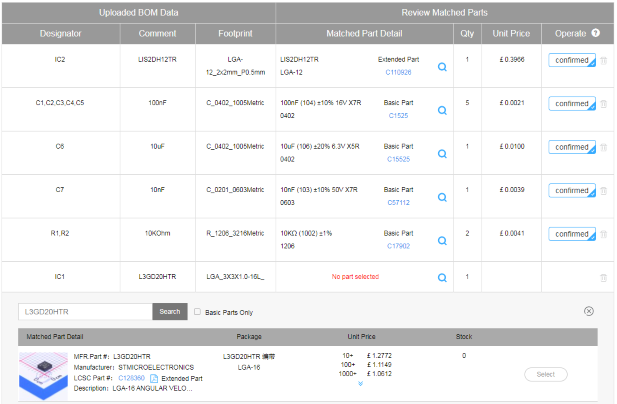 Uploaded BOM Data Review Matched Parts
Designator Comment Footprint Matched Part Detail Qty Unit Price Operate ?
IC2 LIS2DH12TR LGA-12_2x2mm_P0.5mm LIS2DH12TR Extended Part 1 £ 0.3966 confirmed
LGA-12 C110926
C1,C2,C3,C4,C5 100nF C_0402_1005Metric 100nF (104) ±10% 16V X7R Basic Part 5 £ 0.0021 confirmed
0402 C1525
C6 10uF C_0402_1005Metric 10uF (106) ±20% 6.3V X5R Basic Part 1 £ 0.0100 confirmed
0402 C15525
C7 10nF C_0201_0603Metric 10nF (103) ±10% 50V X7R Basic Part 1 £ 0.0039 confirmed
0603 C57112
R1,R2 10KOhm R_1206_3216Metric 10KΩ (1002) ±1% Basic Part 2 £ 0.0041 confirmed
1206 C17902
IC1 L3GD20HTR LGA_3X3X1.0-16L_ No part selected 1
L3GD20HTR Search Basic Parts Only
Matched Part Detail Package Unit Price Stock
MFR.Part #: L3GD20HTR L3GD20HTR 编带 10+ £ 1.2772 0
Manufacturer: STMICROELECTRONICS LGA-16 100+ £ 1.1149
LCSC Part #: C128360 Extended Part 1000+ £ 1.0612 Select
Description: LGA-16 ANGULAR VELO...